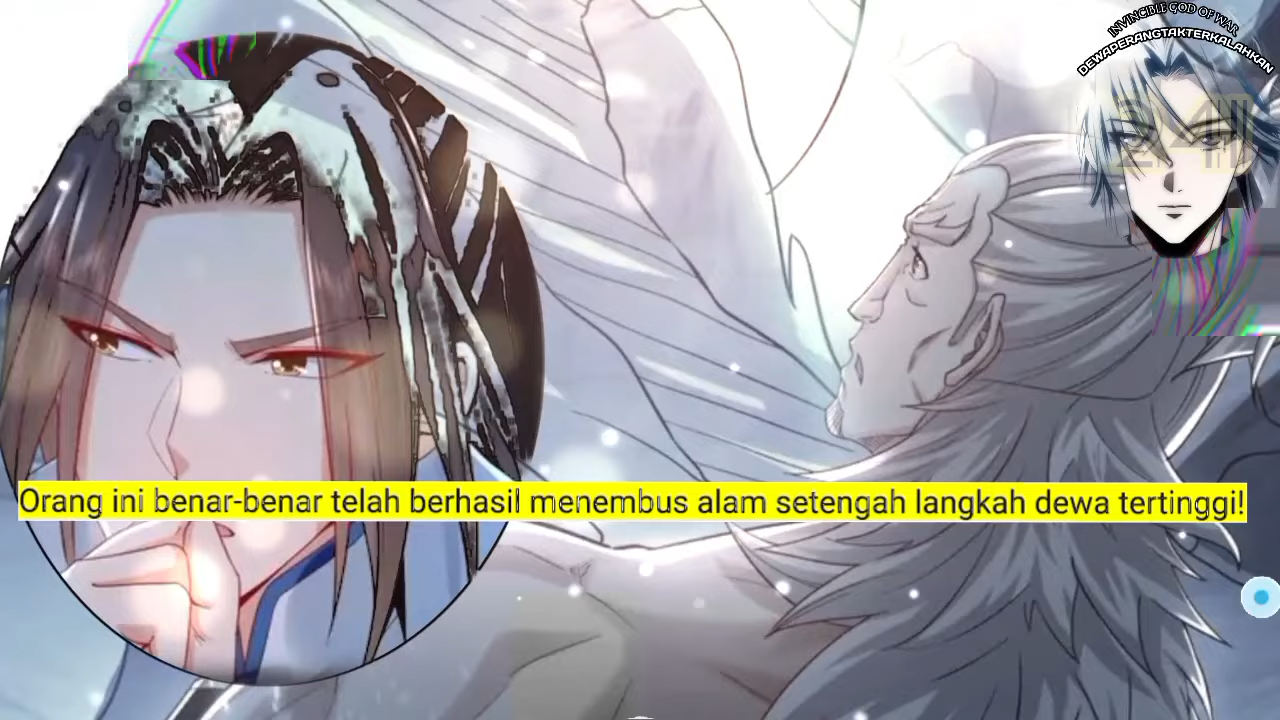 INVINCIBLE GOD OF WAR
DEWAPERANGTAKTERKALAHKAN
Orang ini benar-benar telah berhasil menembus alam setengah langkah dewa tertinggi!